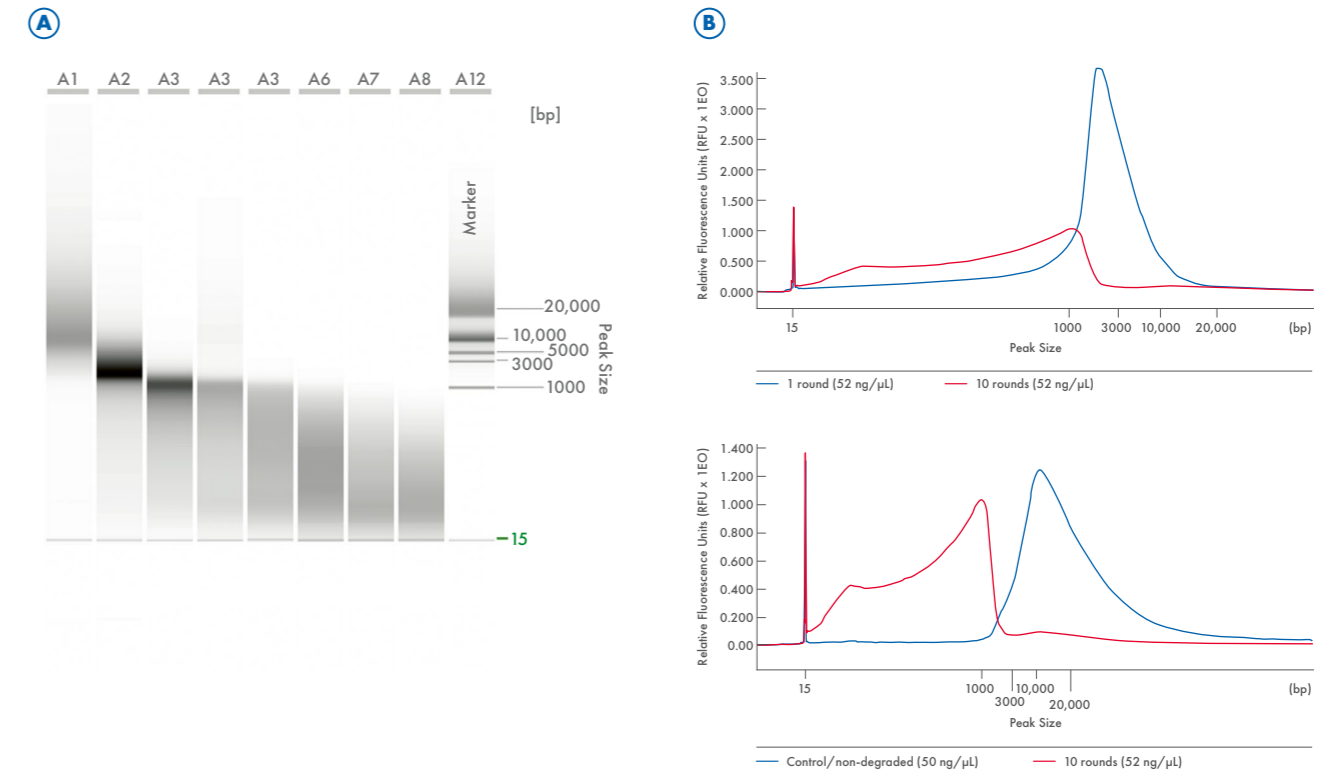 A
A1 A2 A3 A3 A3 A6 A7 A8 A12
[bp]
Marker
20,000
10,000
5000
3000
1000
Peak Size
15
B
Relative Fluorescence Units (RFU x 1EO)
3.500
3.000
2.500
2.000
1.500
1.000
0.500
0.000
15 1000 3000 10,000 20,000 (bp)
Peak Size
1 round (52 ng/µL) 10 rounds (52 ng/µL)
Relative Fluorescence Units (RFU x 1EO)
1.400
1.200
1.000
0.800
0.600
0.400
0.200
0.00
15 1000 10,000 (bp)
3000 20,000
Peak Size
Control/non-degraded (50 ng/µL) 10 rounds (52 ng/µL)